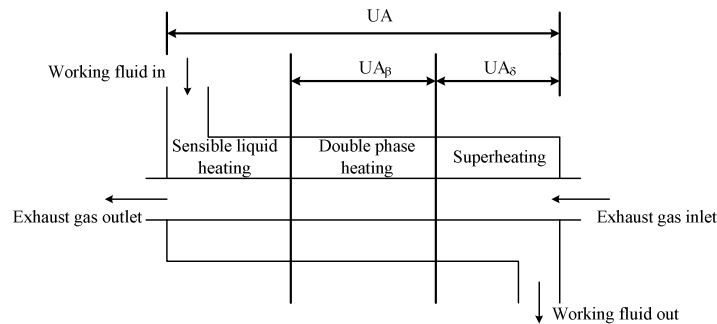 UA
Working fluid in
UAβ
UAδ
Sensible liquid
heating
Double phase
heating
Superheating
Exhaust gas outlet
Exhaust gas inlet
Working fluid out